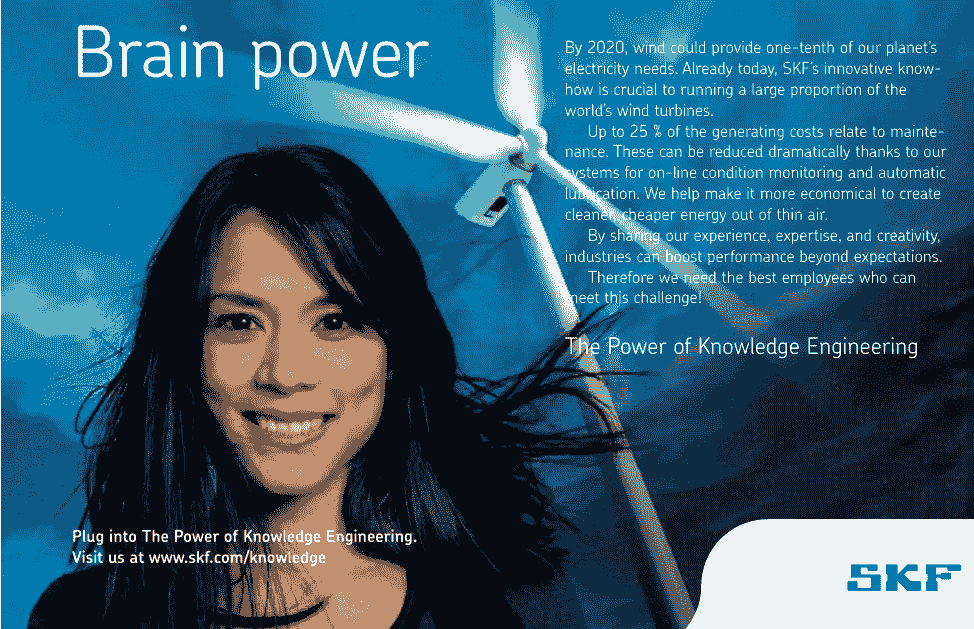 Brain power
By 2020, wind could provide one-tenth of our planet's
electricity needs. Already today, SKF's innovative know-
how is crucial to running a large proportion of the
world's wind turbines.
Up to 25 % of the generating costs relate to mainte-
nance. These can be reduced dramatically thanks to our
systems for on-line condition monitoring and automatic
lubrication. We help make it more economical to create
cleaner, cheaper energy out of thin air.
By sharing our experience, expertise, and creativity,
industries can boost performance beyond expectations.
Therefore we need the best employees who can
meet this challenge!
The Power of Knowledge Engineering
Plug into The Power of Knowledge Engineering.
Visit us at www.skf.com/knowledge
SKF